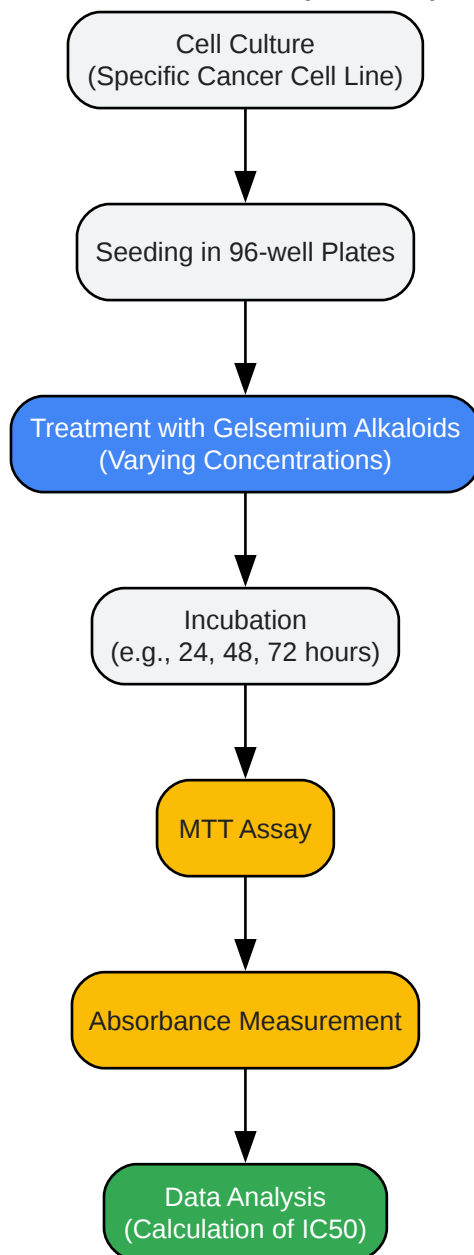 Cell Culture
(Specific Cancer Cell Line)
Seeding in 96-well Plates
Treatment with Gelsemium Alkaloids
(Varying Concentrations)
Incubation
(e.g., 24, 48, 72 hours)
MTT Assay
Absorbance Measurement
Data Analysis
(Calculation of IC50)